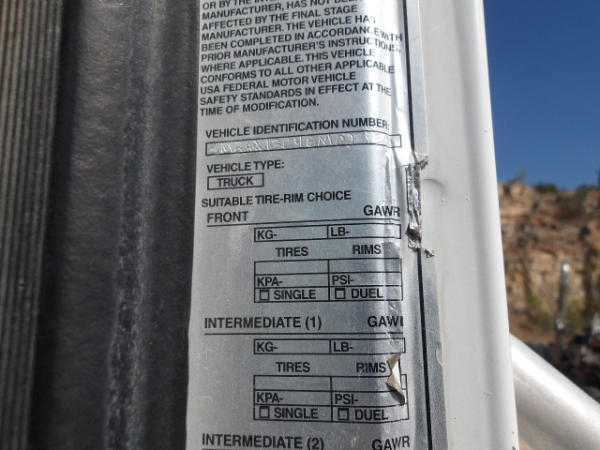 OR BY THE INTE
MANUFACTURER, HAS NOT BEEN
AFFECTED BY THE FINAL STAGE
MANUFACTURER. THE VEHICLE HAS
BEEN COMPLETED IN ACCORDANCE WITH
PRIOR MANUFACTURER'S INSTRUCTIONS,
WHERE APPLICABLE. THIS VEHICLE
CONFORMS TO ALL OTHER APPLICABLE
USA FEDERAL MOTOR VEHICLE
SAFETY STANDARDS IN EFFECT AT THE
TIME OF MODIFICATION.
VEHICLE IDENTIFICATION NUMBER:
VEHICLE TYPE:
TRUCK
SUITABLE TIRE-RIM CHOICE
FRONT GAWR
KG- LB-
TIRES RIMS
KPA- PSI-
SINGLE DUEL
INTERMEDIATE (1) GAWR
KG- LB-
TIRES RIMS
KPA- PSI-
SINGLE DUEL
INTERMEDIATE (2) GAWR